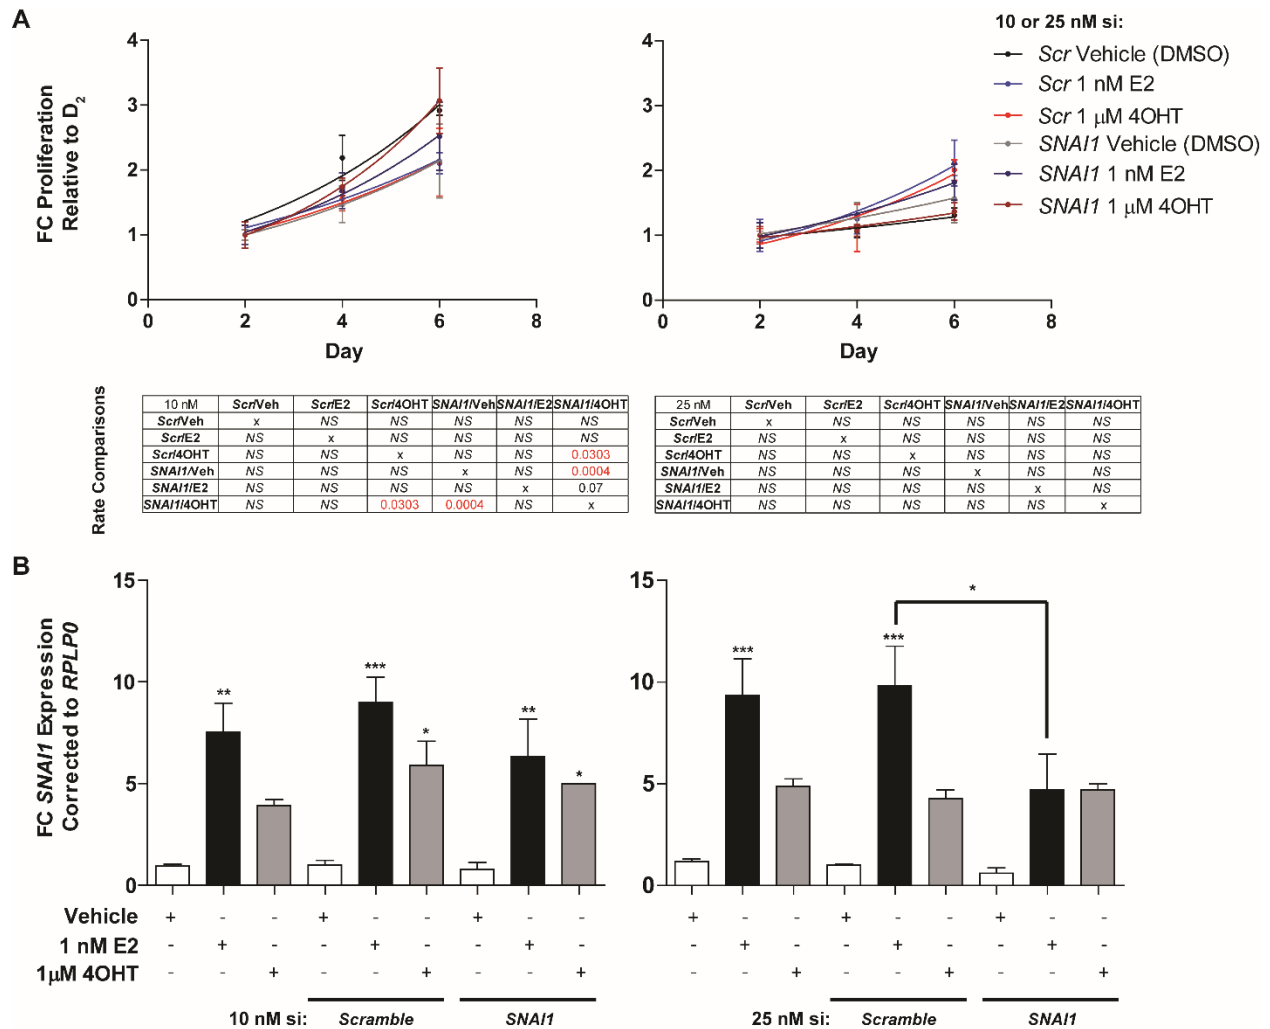 A
10 or 25 nM si:
Scr Vehicle (DMSO)
Scr 1 nM E2
Scr 1 μM 4OHT
SNAI1 Vehicle (DMSO)
SNAI1 1 nM E2
SNAI1 1 μM 4OHT
FC Proliferation
Relative to D2
4
3
2
1
0
0 2 4 6 8
Day
4
3
2
1
0
0 2 4 6 8
Day
Rate Comparisons
10 nM Scr/Veh Scr/E2 Scr/4OHT SNAI1/Veh SNAI1/E2 SNAI1/4OHT
Scr/Veh x NS NS NS NS NS
Scr/E2 NS x NS NS NS NS
Scr/4OHT NS NS x NS NS 0.0303
SNAI1/Veh NS NS NS x NS 0.0004
SNAI1/E2 NS NS NS NS x 0.07
SNAI1/4OHT NS NS 0.0303 0.0004 NS x
25 nM Scr/Veh Scr/E2 Scr/4OHT SNAI1/Veh SNAI1/E2 SNAI1/4OHT
Scr/Veh x NS NS NS NS NS
Scr/E2 NS x NS NS NS NS
Scr/4OHT NS NS x NS NS NS
SNAI1/Veh NS NS NS x NS NS
SNAI1/E2 NS NS NS NS x NS
SNAI1/4OHT NS NS NS NS NS x
B
FC SNAI1 Expression
Corrected to RPLP0
15
10
5
0
** *** * ** *
15
10
5
0
*** *** *
Vehicle + - - + - - + - - + - - + - - + - -
1 nM E2 - + - - + - - + - - + - - + - - + -
1μM 4OHT - - + - - + - - + - - + - - + - - +
10 nM si: Scramble SNAI1
25 nM si: Scramble SNAI1